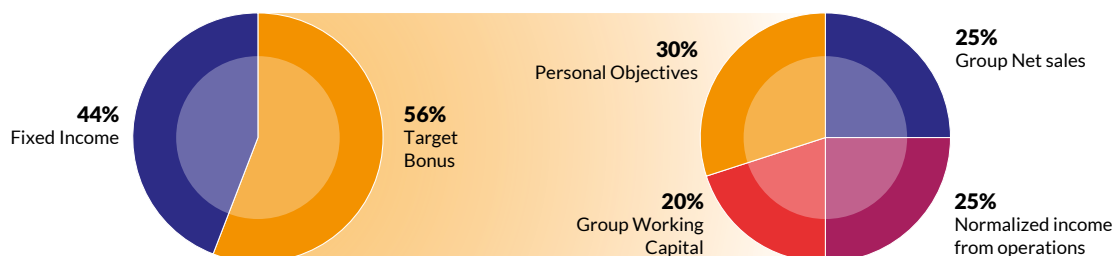 44%
Fixed Income
56%
Target
Bonus
30%
Personal Objectives
25%
Group Net sales
20%
Group Working
Capital
25%
Normalized income
from operations